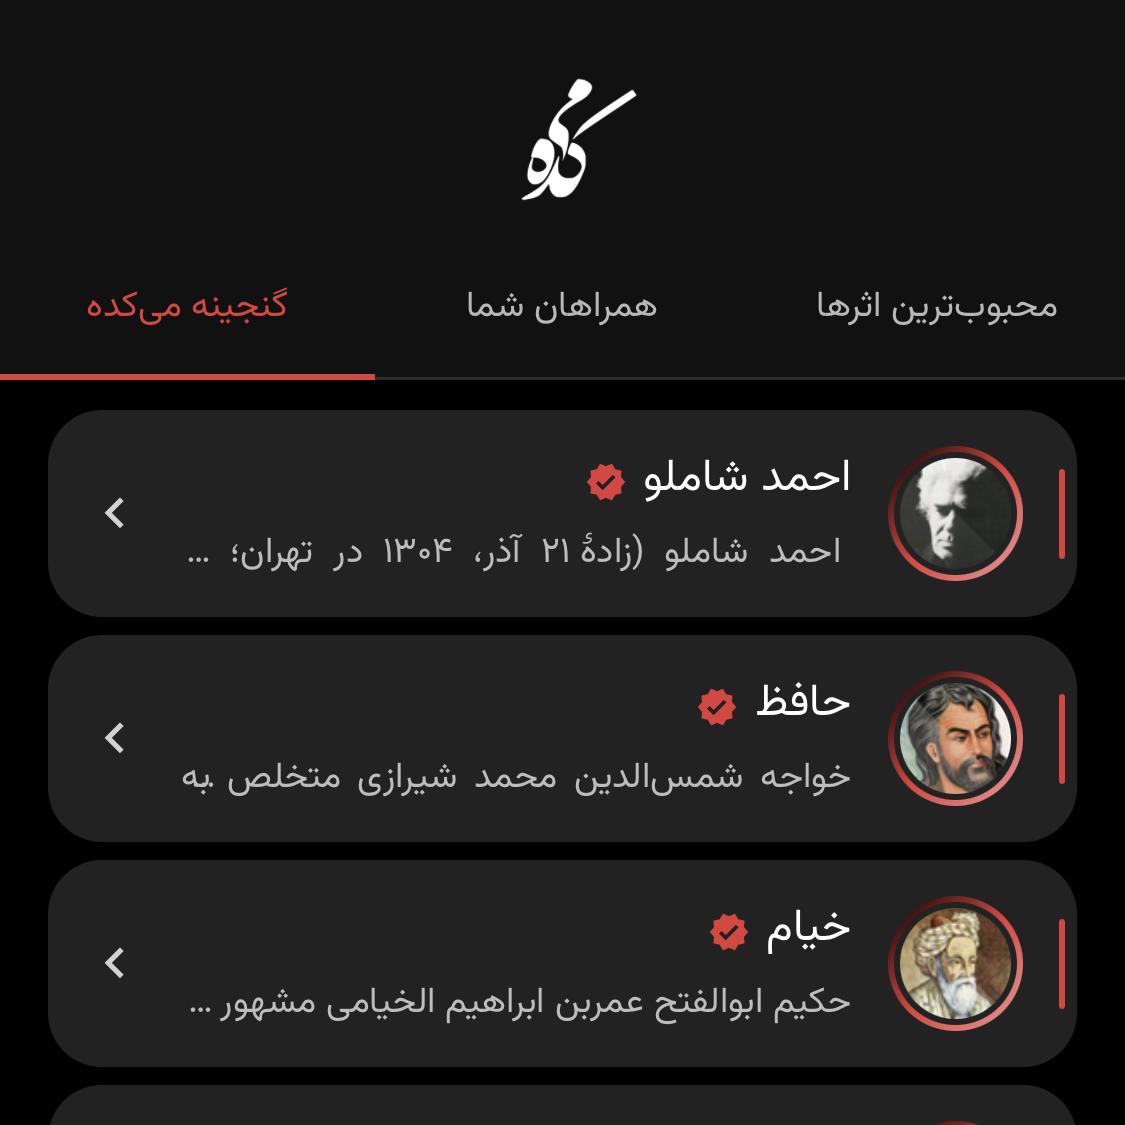 می‌کده
محبوب‌ترین اثرها
همراهان شما
گنجینه می‌کده
احمد شاملو
احمد شاملو (زادهٔ ۲۱ آذر، ۱۳۰۴ در تهران؛ ...
حافظ
خواجه شمس‌الدین محمد شیرازی متخلص به
خیام
حکیم ابوالفتح عمربن ابراهیم الخیامی مشهور ...